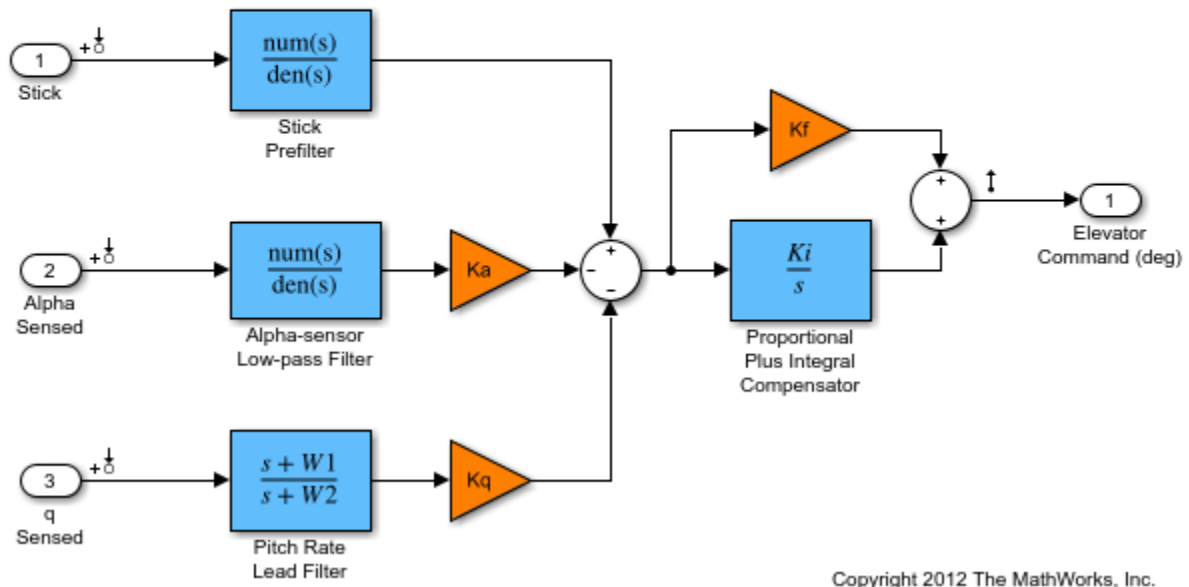 1
Stick
num(s)
den(s)
Stick
Prefilter
Kf
+
+
1
Elevator
Command (deg)
2
Alpha
Sensed
num(s)
den(s)
Alpha-sensor
Low-pass Filter
Ka
+
−
−
Ki
s
Proportional
Plus Integral
Compensator
3
q
Sensed
s + W1
s + W2
Pitch Rate
Lead Filter
Kq
Copyright 2012 The MathWorks, Inc.